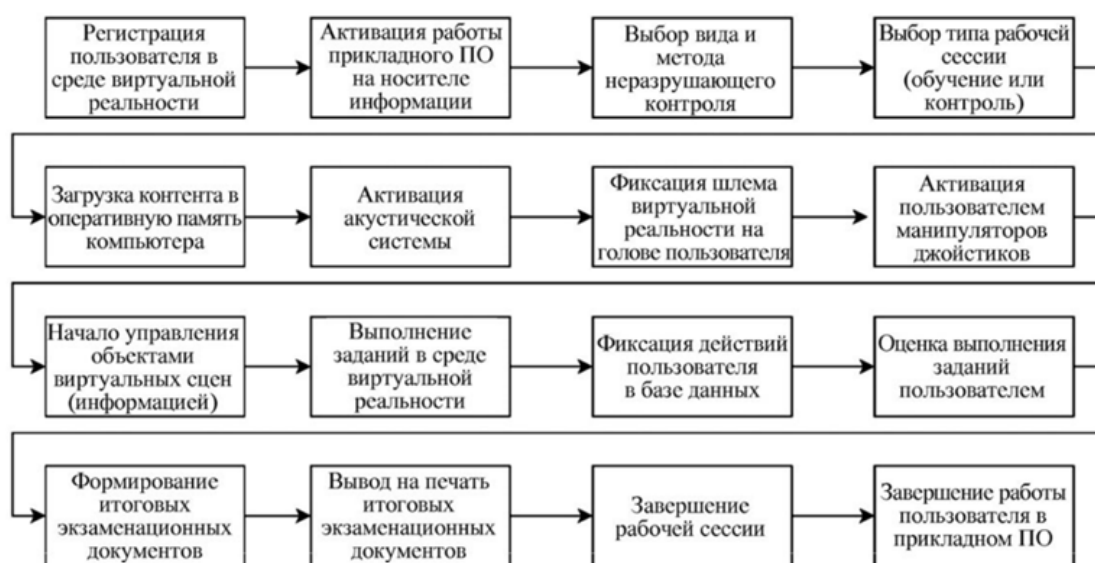 Регистрация
пользователя в
среде виртуальной
реальности
Активация работы
прикладного ПО
на носителе
информации
Выбор вида и
метода
неразрушающего
контроля
Выбор типа рабочей
сессии
(обучение или
контроль)
Загрузка контента в
оперативную память
компьютера
Активация
акустической
системы
Фиксация шлема
виртуальной
реальности на
голове пользователя
Активация
пользователем
манипуляторов
джойстиков
Начало управления
объектами
виртуальных сцен
(информацией)
Выполнение
заданий в среде
виртуальной
реальности
Фиксация действий
пользователя
в базе данных
Оценка выполнения
заданий
пользователем
Формирование
итоговых
экзаменационных
документов
Вывод на печать
итоговых
экзаменационных
документов
Завершение
рабочей сессии
Завершение работы
пользователя в
прикладном ПО